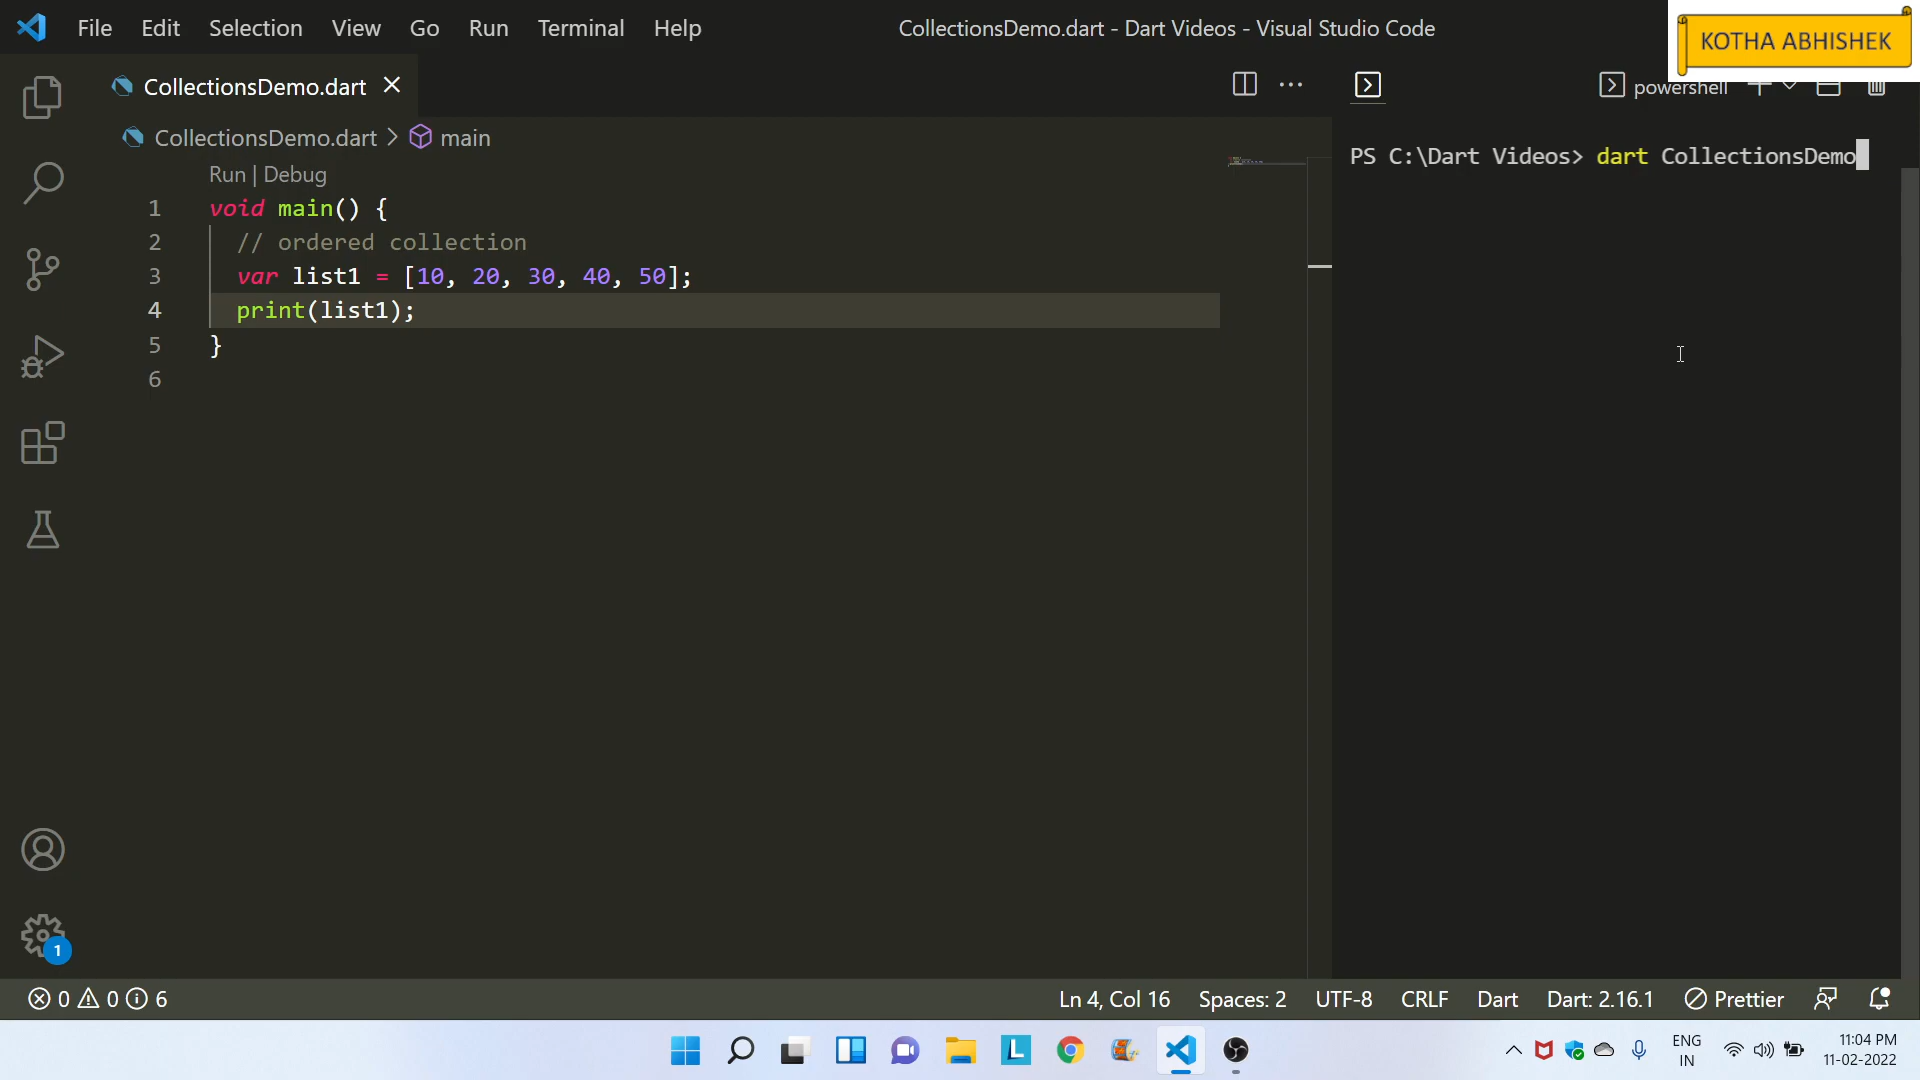 File Edit Selection View Go Run Terminal Help CollectionsDemo.dart - Dart Videos - Visual Studio Code
KOTHA ABHISHEK
CollectionsDemo.dart
powershell
CollectionsDemo.dart > main
PS C:\Dart Videos> dart CollectionsDemo
Run | Debug
1 void main() {
2 // ordered collection
3 var list1 = [10, 20, 30, 40, 50];
4 print(list1);
5 }
6
1
0 0 6 Ln 4, Col 16 Spaces: 2 UTF-8 CRLF Dart Dart: 2.16.1 Prettier
L
ENG
IN
11:04 PM
11-02-2022